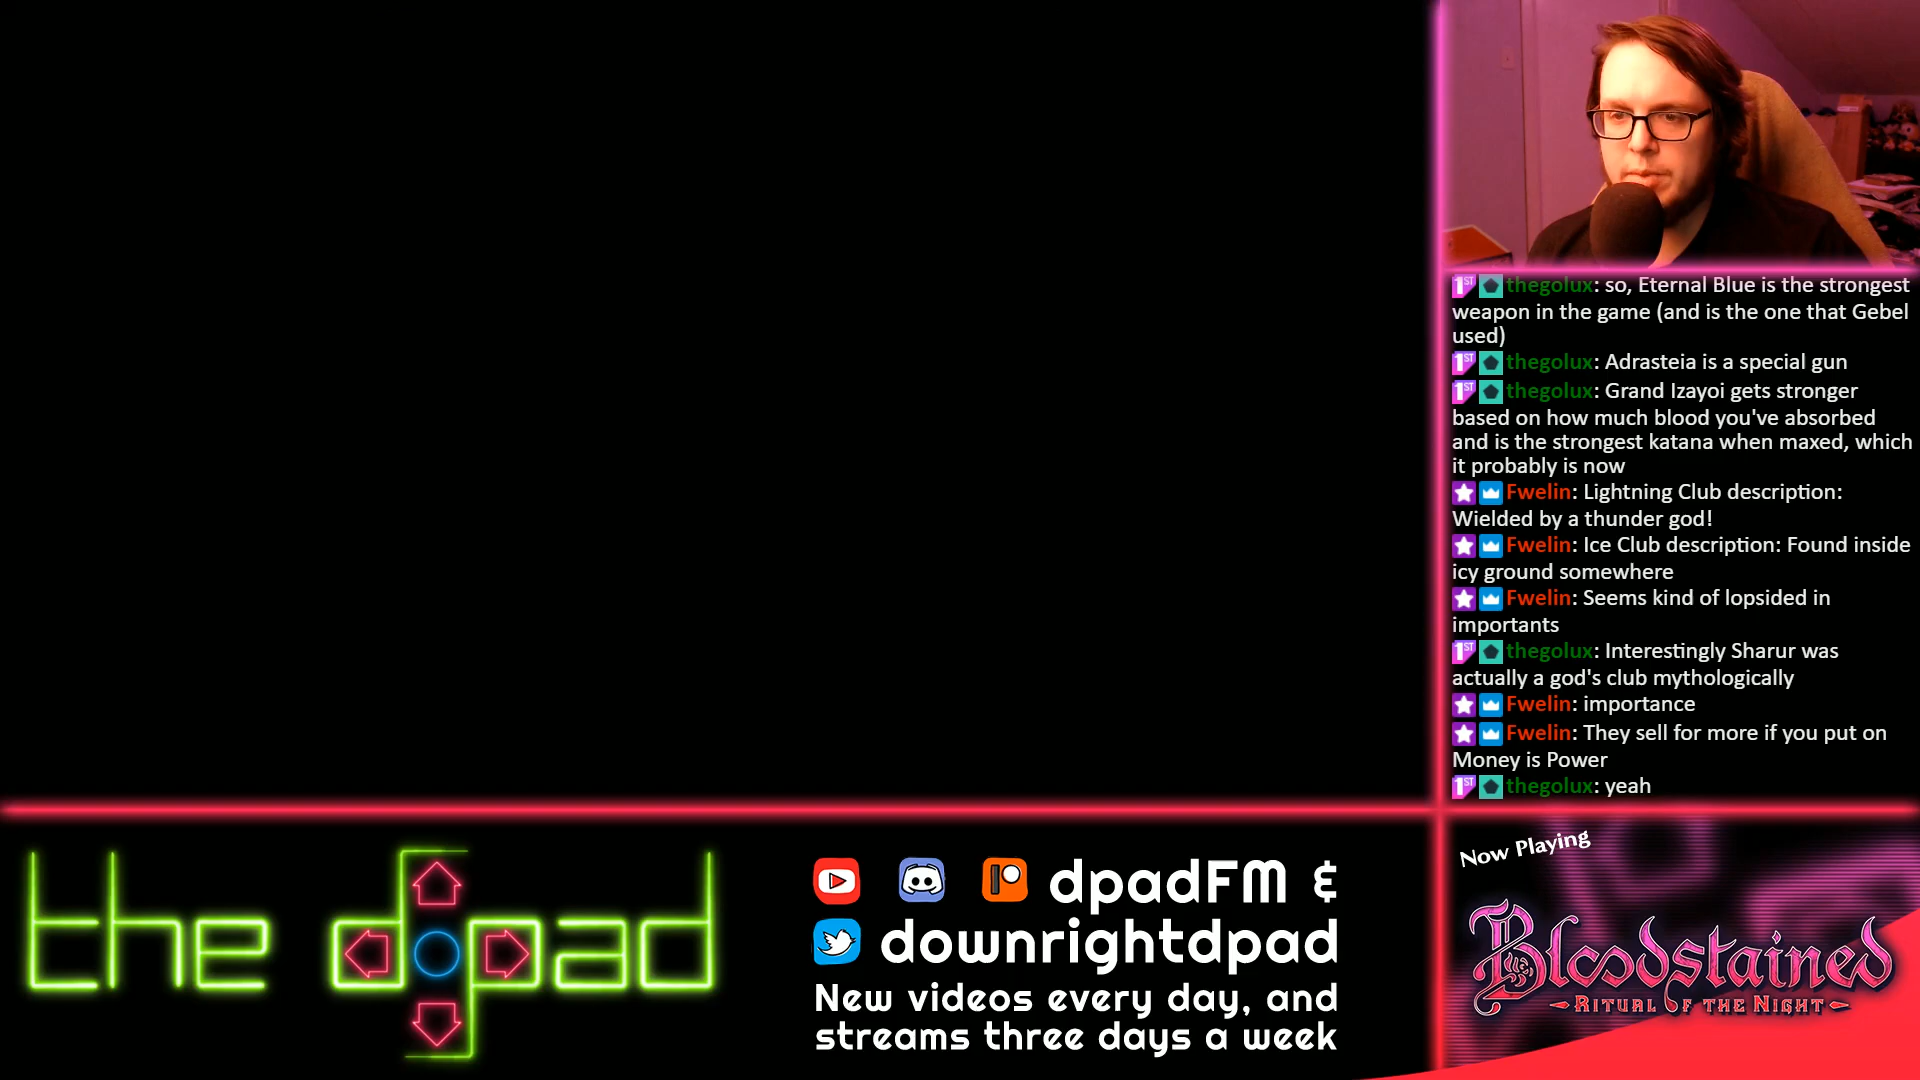 thegolux: so, Eternal Blue is the strongest
weapon in the game (and is the one that Gebel
used)
thegolux: Adrasteia is a special gun
thegolux: Grand Izayoi gets stronger
based on how much blood you've absorbed
and is the strongest katana when maxed, which
it probably is now
Fwelin: Lightning Club description:
Wielded by a thunder god!
Fwelin: Ice Club description: Found inside
icy ground somewhere
Fwelin: Seems kind of lopsided in
importants
thegolux: Interestingly Sharur was
actually a god's club mythologically
Fwelin: importance
Fwelin: They sell for more if you put on
Money is Power
thegolux: yeah
the dpad
dpadFM &
downrightdpad
New videos every day, and
streams three days a week
Now Playing
Bloodstained
RITUAL OF THE NIGHT